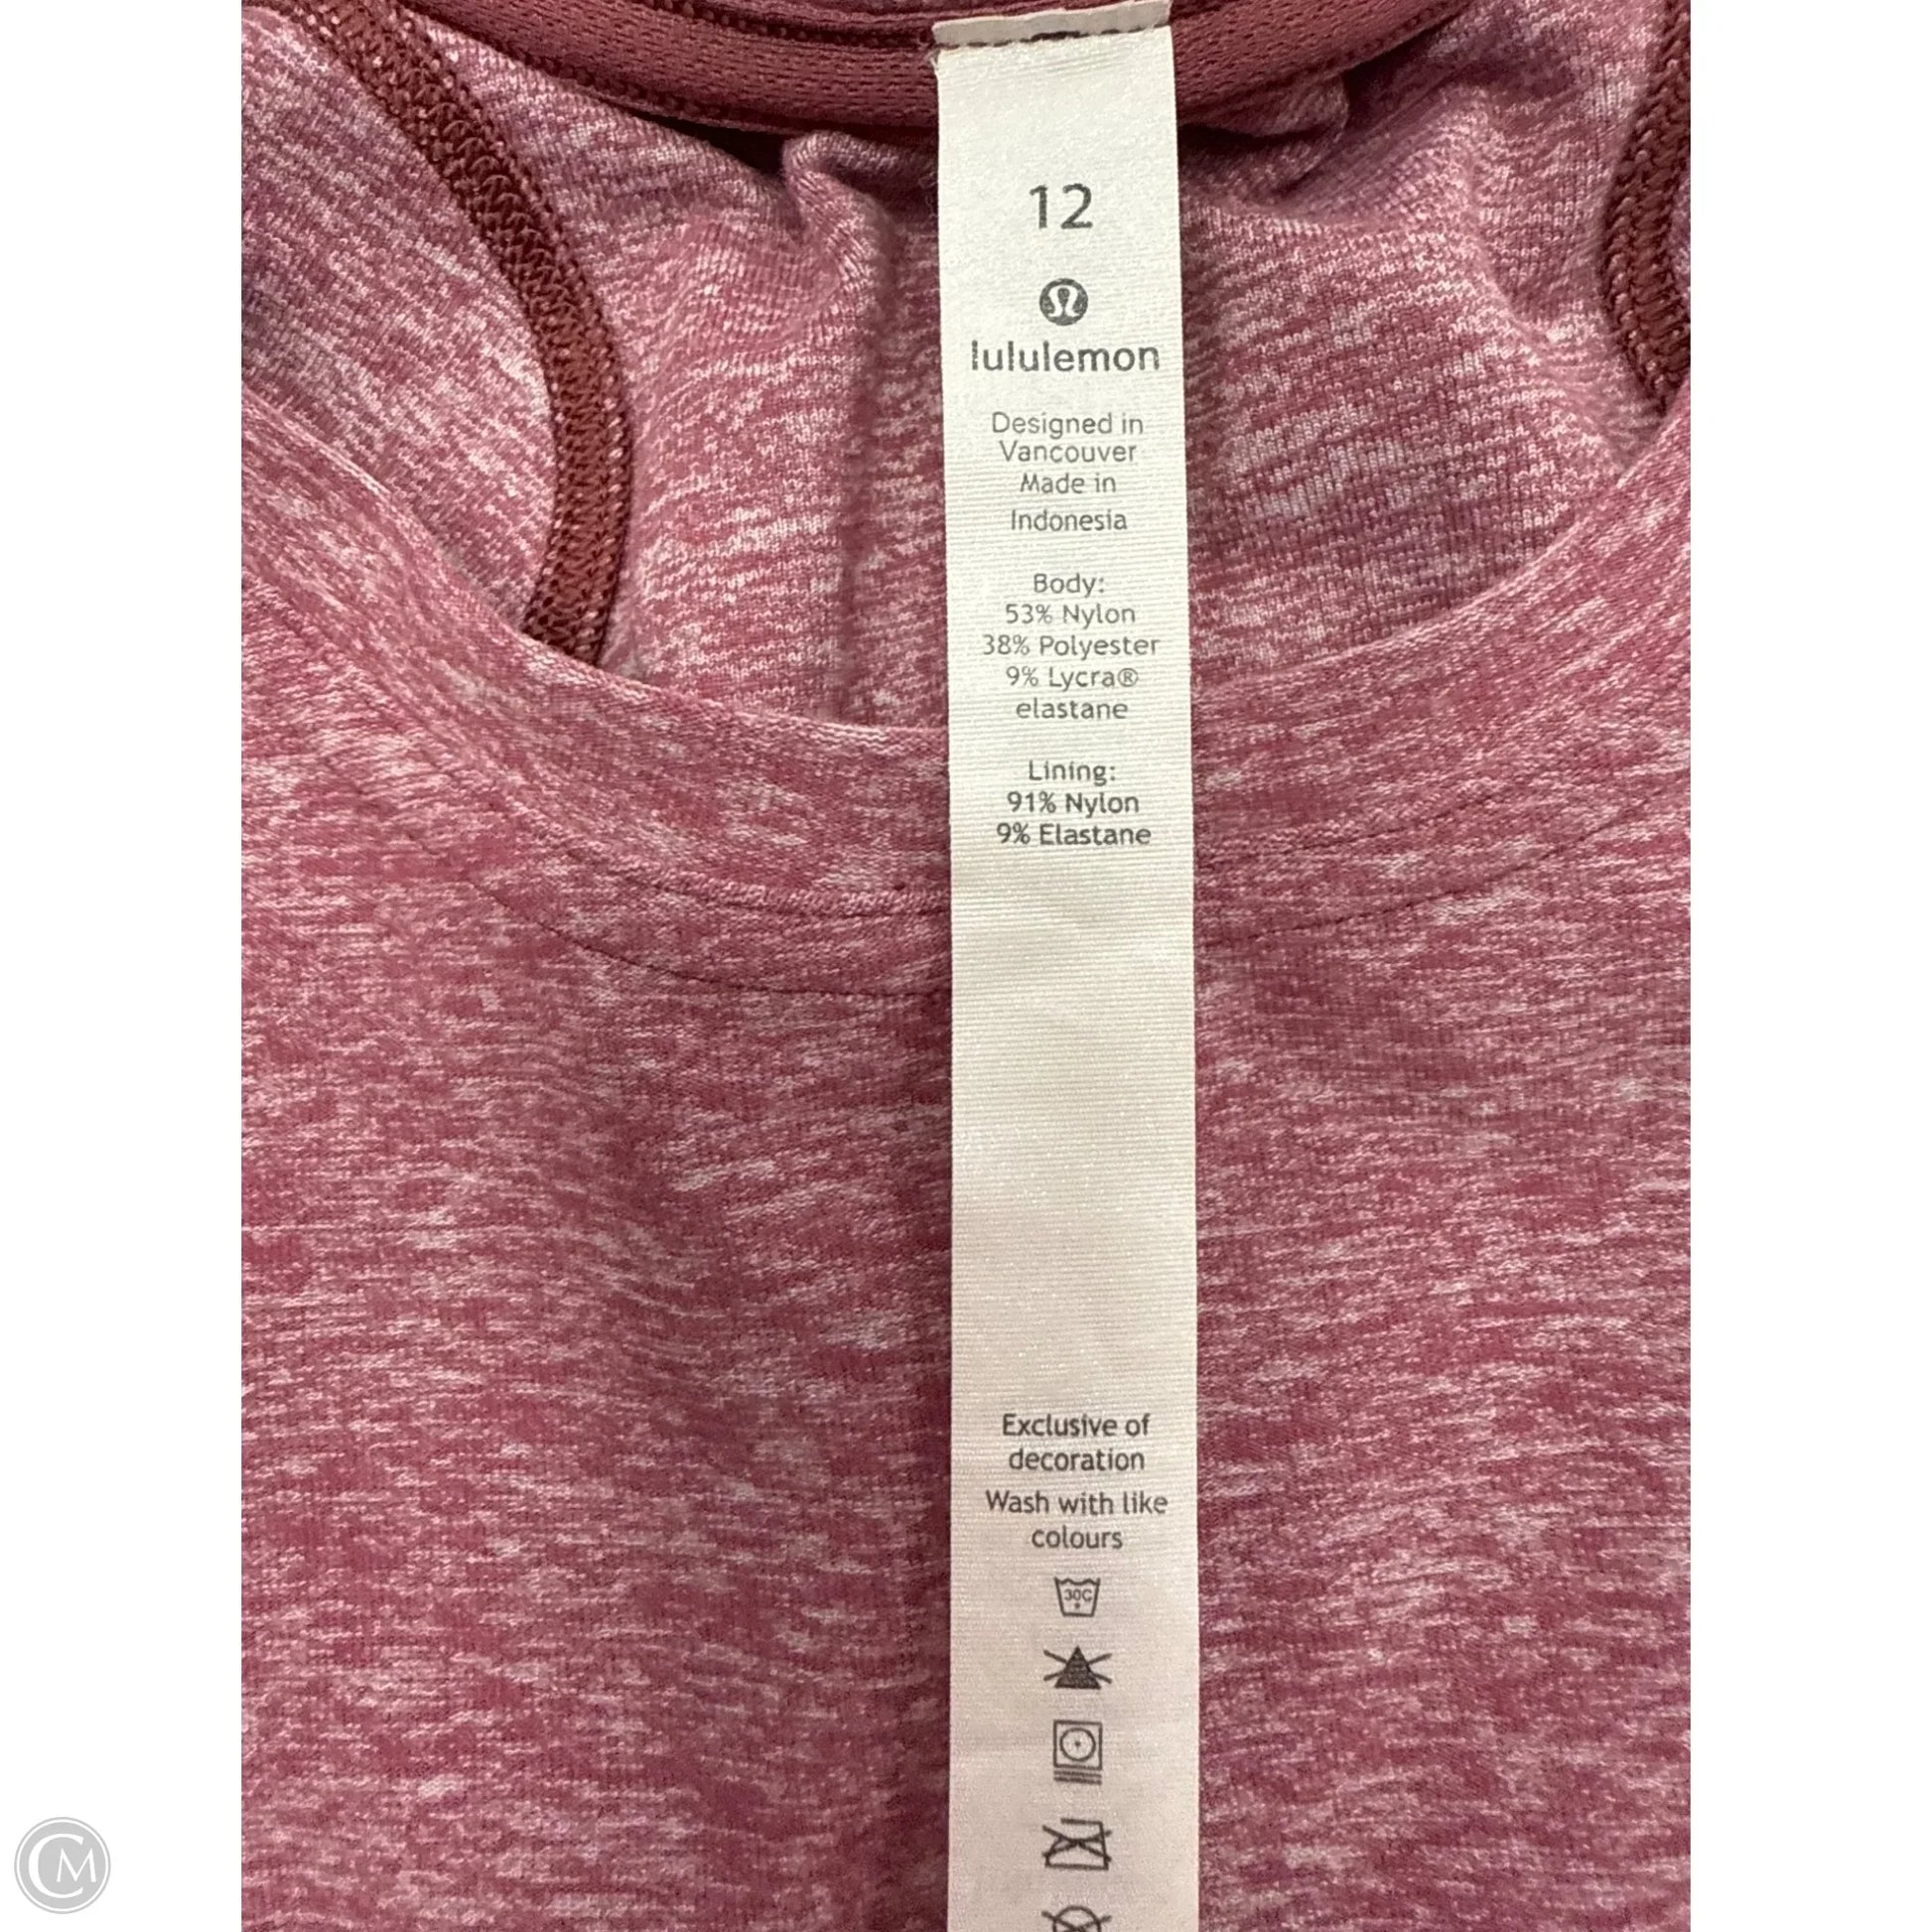 12
lululemon
Designed in
Vancouver
Made in
Indonesia
Body:
53% Nylon
38% Polyester
9% Lycra®
elastane
Lining:
91% Nylon
9% Elastane
Exclusive of
decoration
Wash with like
colours
30C
CM